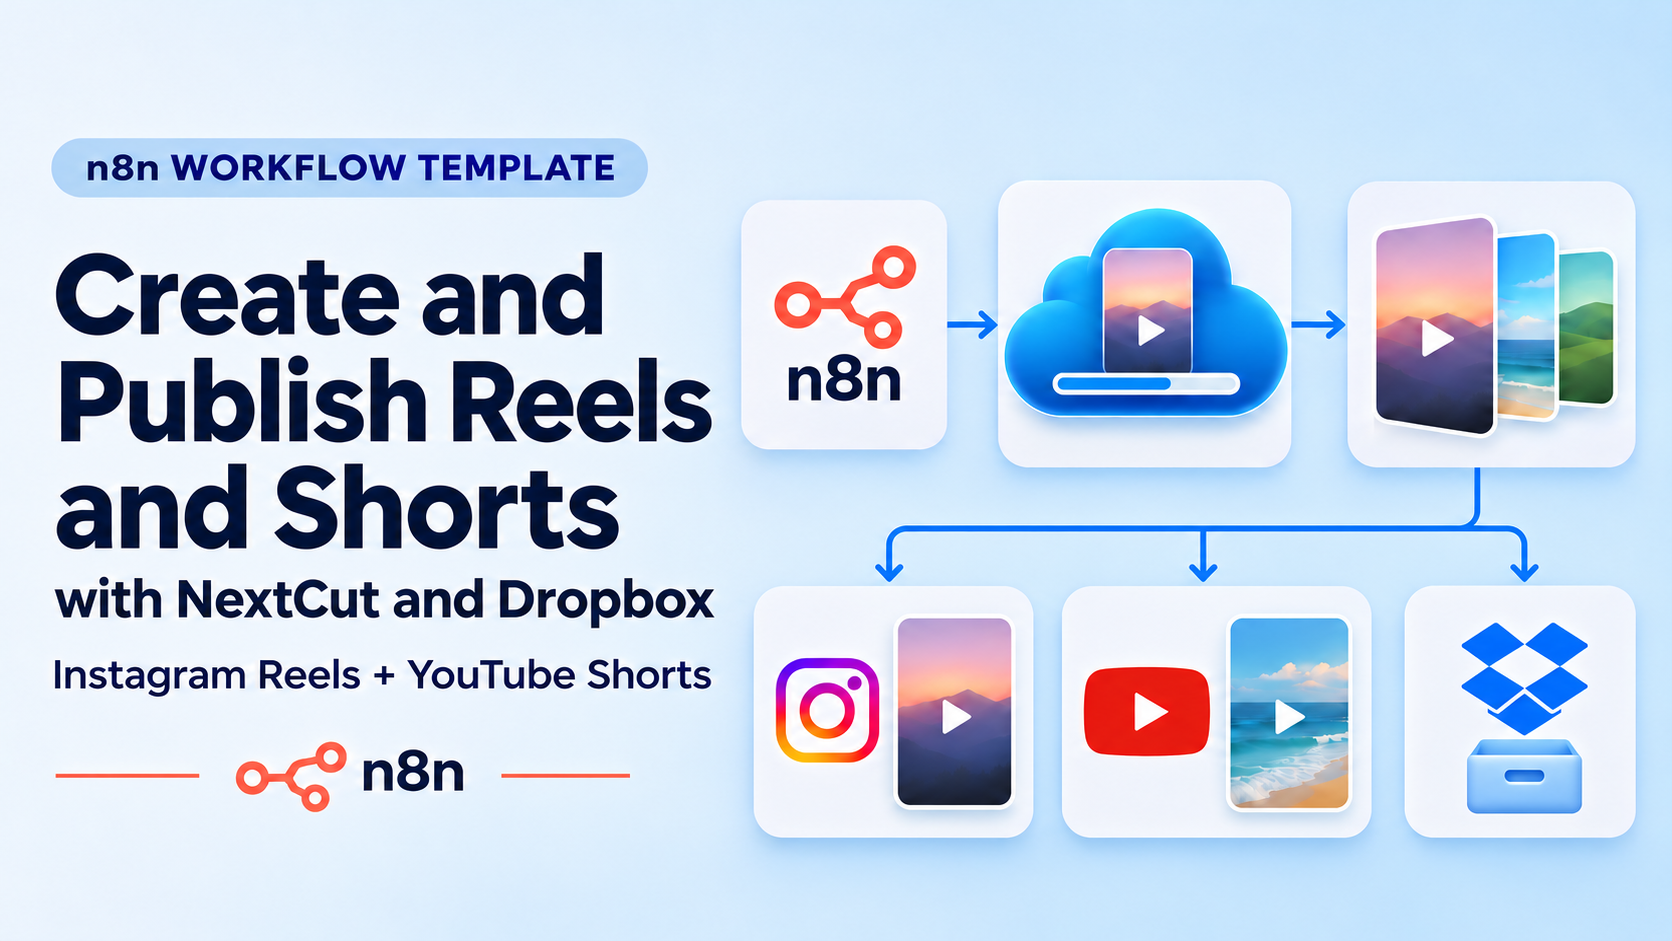 n8n WORKFLOW TEMPLATE
Create and
Publish Reels
and Shorts
with NextCut and Dropbox
Instagram Reels + YouTube Shorts
n8n
n8n